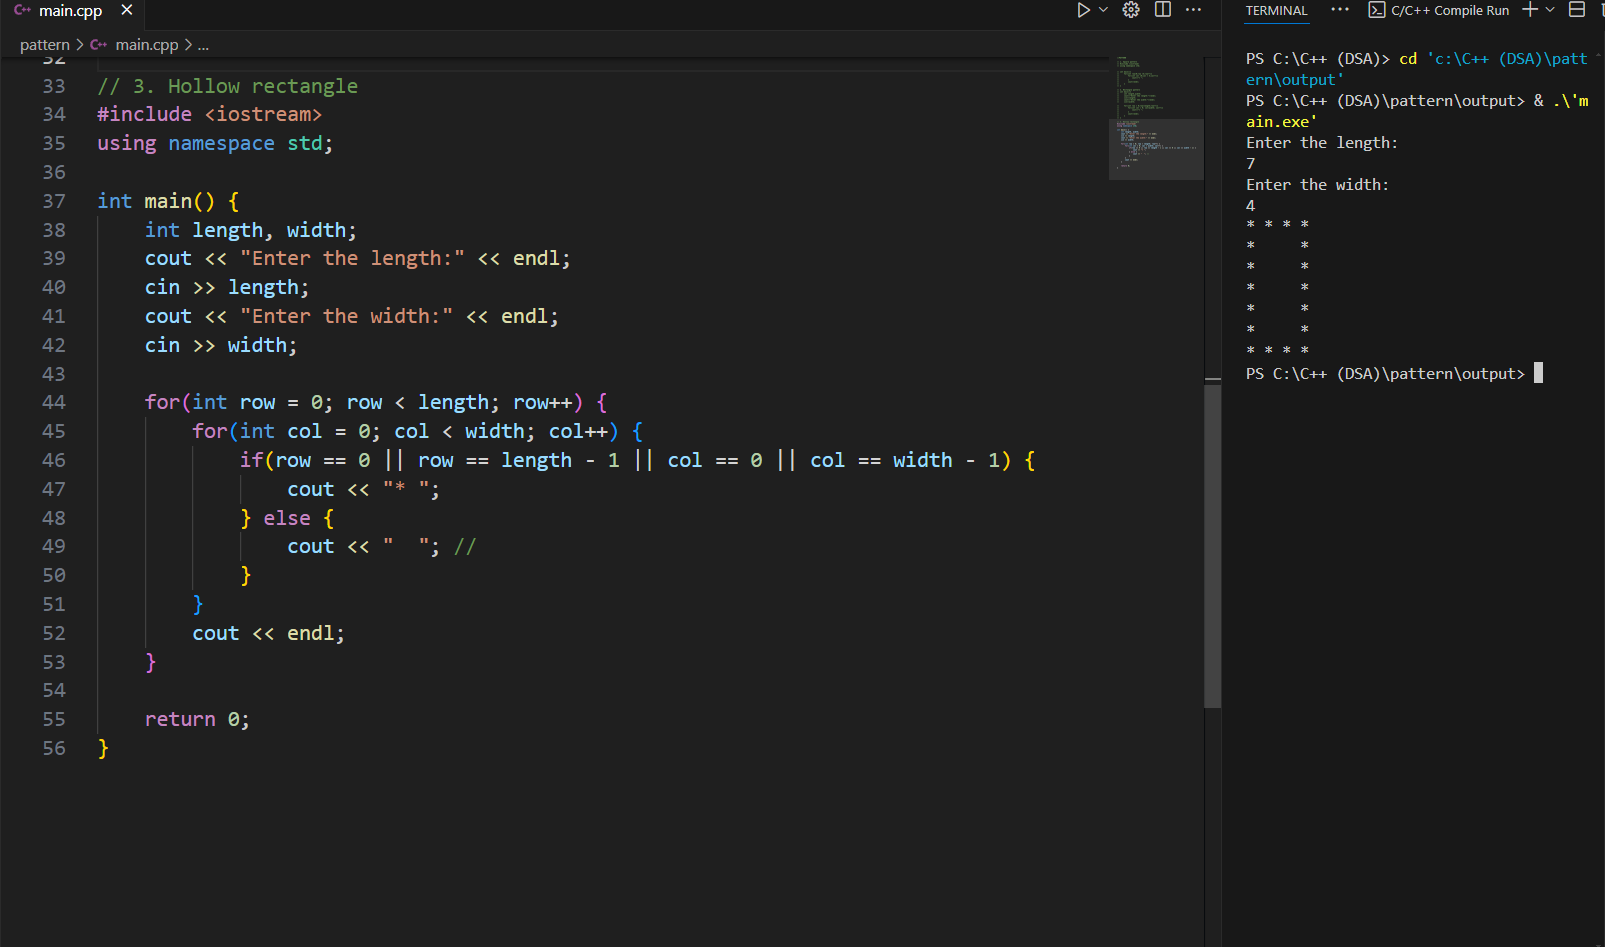 main.cpp
pattern > main.cpp > ...
32
33 // 3. Hollow rectangle
34 #include <iostream>
35 using namespace std;
36
37 int main() {
38     int length, width;
39     cout << "Enter the length:" << endl;
40     cin >> length;
41     cout << "Enter the width:" << endl;
42     cin >> width;
43
44     for(int row = 0; row < length; row++) {
45         for(int col = 0; col < width; col++) {
46             if(row == 0 || row == length - 1 || col == 0 || col == width - 1) {
47                 cout << "* ";
48             } else {
49                 cout << "  "; //
50             }
51         }
52         cout << endl;
53     }
54
55     return 0;
56 }
TERMINAL ... C/C++ Compile Run
PS C:\C++ (DSA)> cd 'c:\C++ (DSA)\patt
ern\output'
PS C:\C++ (DSA)\pattern\output> & .\'m
ain.exe'
Enter the length:
7
Enter the width:
4
* * * *
*     *
*     *
*     *
*     *
*     *
* * * *
PS C:\C++ (DSA)\pattern\output>